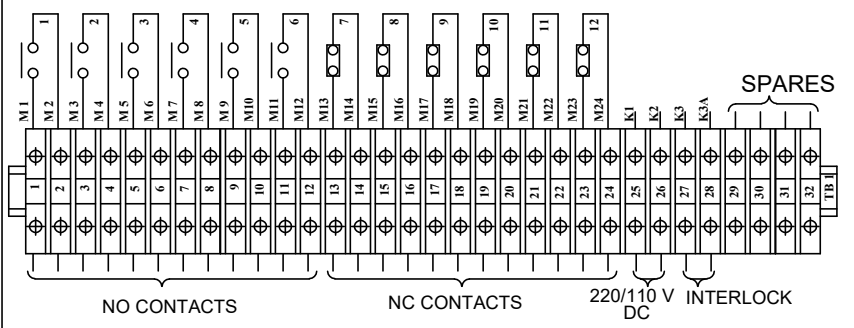 1 2 3 4 5 6 7 8 9 10 11 12
SPARES
M1 M2 M3 M4 M5 M6 M7 M8 M9 M10 M11 M12 M13 M14 M15 M16 M17 M18 M19 M20 M21 M22 M23 M24 K1 K2 K3 K3A
1 2 3 4 5 6 7 8 9 10 11 12 13 14 15 16 17 18 19 20 21 22 23 24 25 26 27 28 29 30 31 32 TB 1
NO CONTACTS NC CONTACTS 220/110 V INTERLOCK
DC